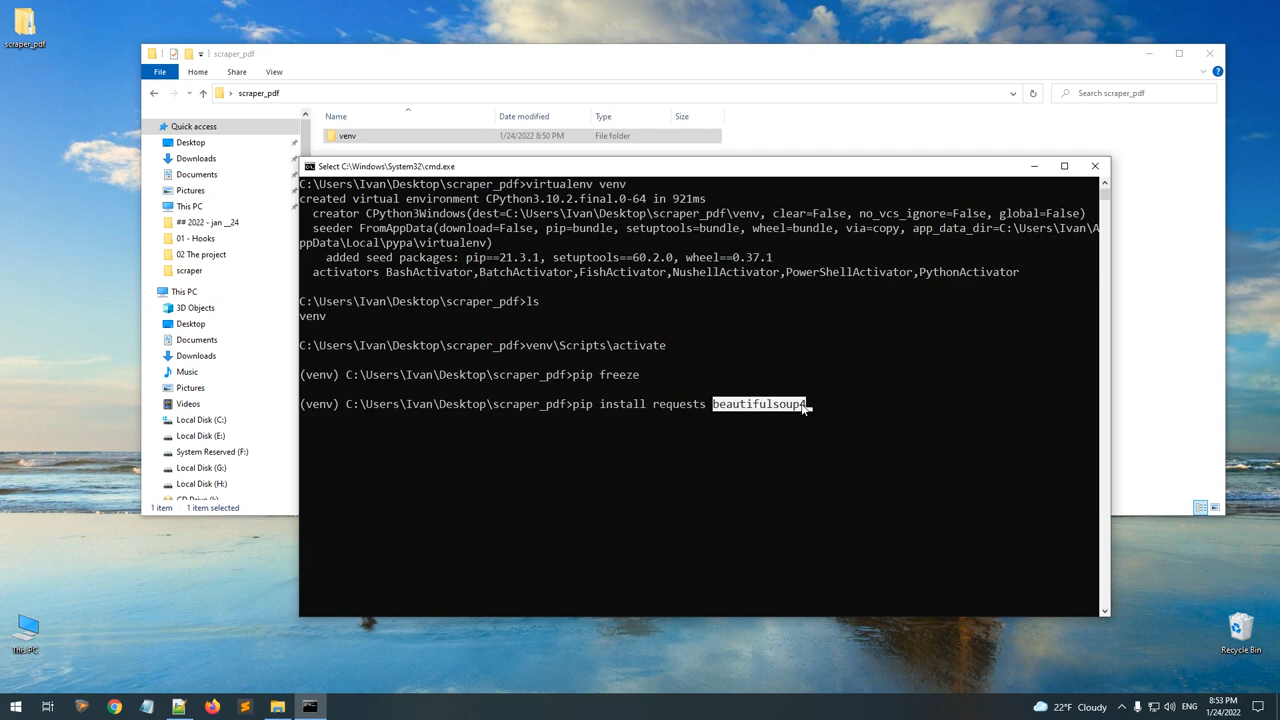 scraper_pdf
scraper_pdf
File
Home
Share
View
scraper_pdf
Search scraper_pdf
Name
Date modified
Type
Size
venv
1/24/2022 8:50 PM
File folder
Quick access
Desktop
Downloads
Documents
Pictures
This PC
## 2022 - jan __24
01 - Hooks
02 The project
scraper
This PC
3D Objects
Desktop
Documents
Downloads
Music
Pictures
Videos
Local Disk (C:)
Local Disk (E:)
System Reserved (F:)
Local Disk (G:)
Local Disk (H:)
1 item
1 item selected
Select C:\Windows\System32\cmd.exe
C:\Users\Ivan\Desktop\scraper_pdf>virtualenv venv
created virtual environment CPython3.10.2.final.0-64 in 921ms
creator CPython3Windows(dest=C:\Users\Ivan\Desktop\scraper_pdf\venv, clear=False, no_vcs_ignore=False, global=False)
seeder FromAppData(download=False, pip=bundle, setuptools=bundle, wheel=bundle, via=copy, app_data_dir=C:\Users\Ivan\A
ppData\Local\pypa\virtualenv)
added seed packages: pip==21.3.1, setuptools==60.2.0, wheel==0.37.1
activators BashActivator,BatchActivator,FishActivator,NushellActivator,PowerShellActivator,PythonActivator
C:\Users\Ivan\Desktop\scraper_pdf>ls
venv
C:\Users\Ivan\Desktop\scraper_pdf>venv\Scripts\activate
(venv) C:\Users\Ivan\Desktop\scraper_pdf>pip freeze
(venv) C:\Users\Ivan\Desktop\scraper_pdf>pip install requests beautifulsoup4
This PC
Recycle Bin
22°F Cloudy
ENG
8:53 PM
1/24/2022